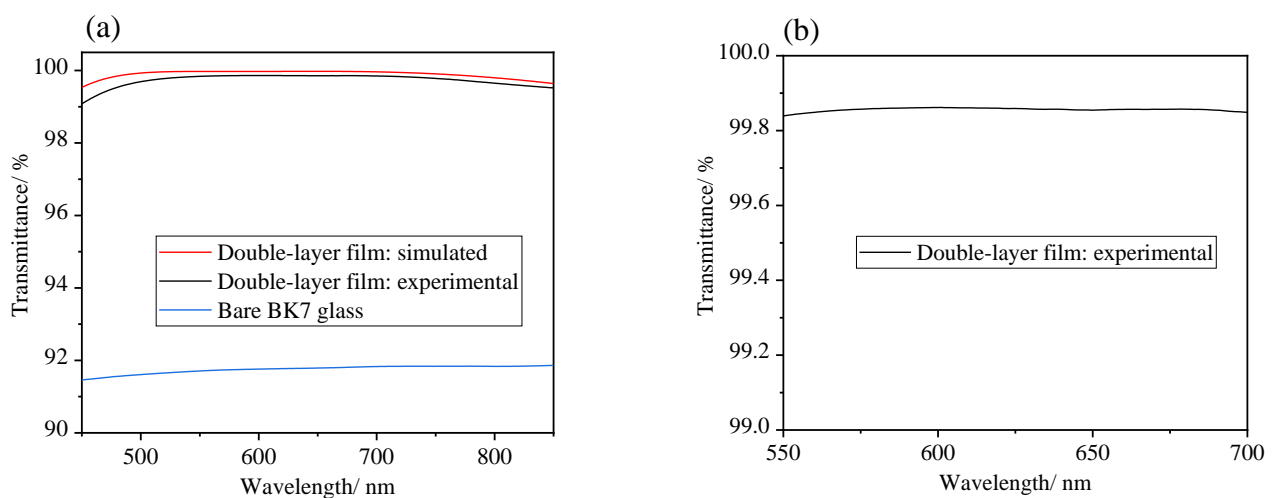 (a)
100
98
96
94
92
90
Transmittance/ %
Double-layer film: simulated
Double-layer film: experimental
Bare BK7 glass
500 600 700 800
Wavelength/ nm
(b)
100.0
99.8
99.6
99.4
99.2
99.0
Transmittance/ %
Double-layer film: experimental
550 600 650 700
Wavelength/ nm